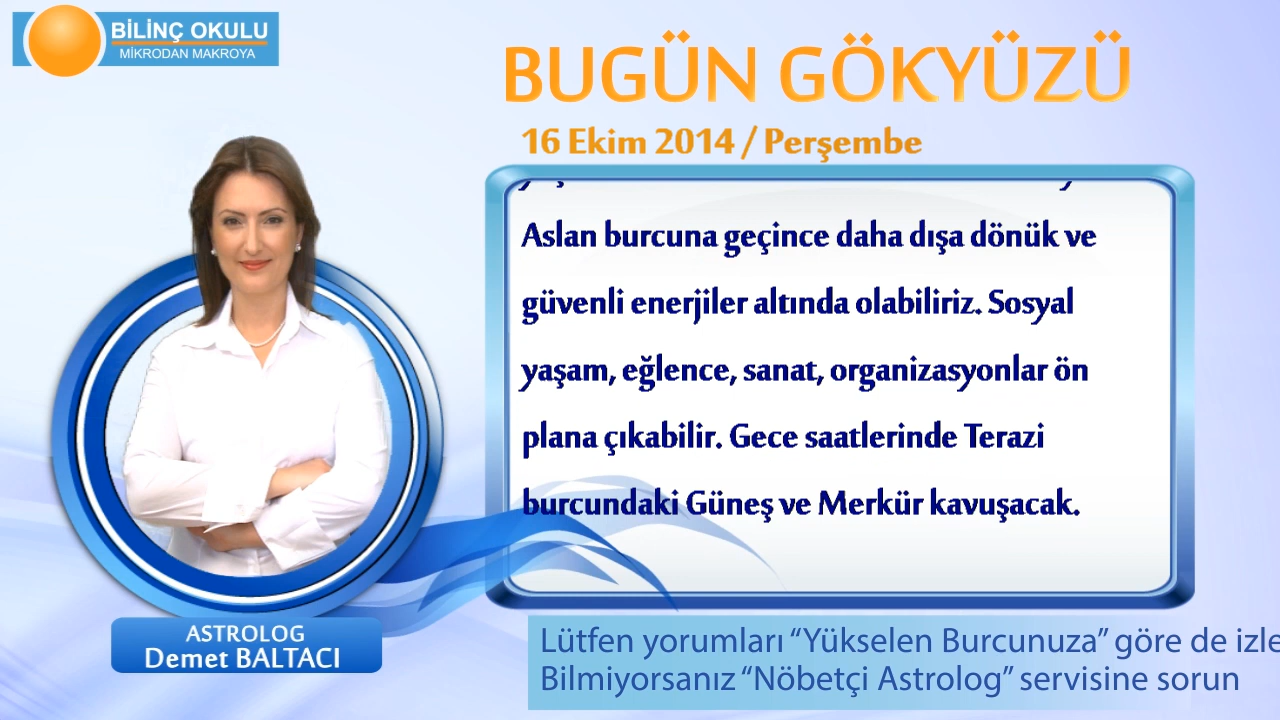 BİLİNÇ OKULU
MİKRODAN MAKROYA
BUGÜN GÖKYÜZÜ
16 Ekim 2014 / Perşembe
Aslan burcuna geçince daha dışa dönük ve
güvenli enerjiler altında olabiliriz. Sosyal
yaşam, eğlence, sanat, organizasyonlar ön
plana çıkabilir. Gece saatlerinde Terazi
burcundaki Güneş ve Merkür kavuşacak.
ASTROLOG
Demet BALTACI
Lütfen yorumları “Yükselen Burcunuza” göre de izle
Bilmiyorsanız “Nöbetçi Astrolog” servisine sorun